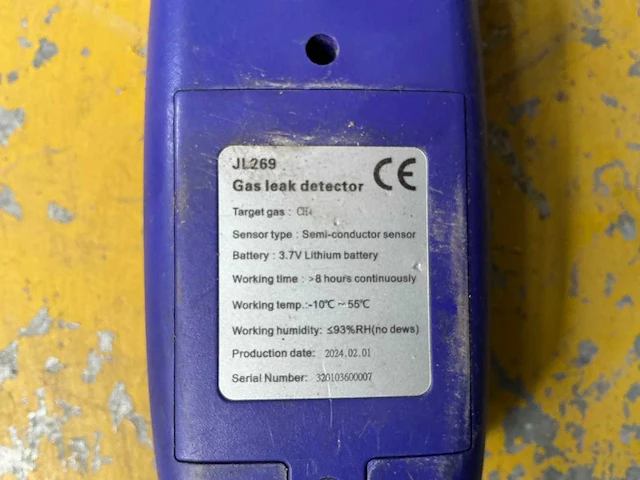 JL269
CE
Gas leak detector
Target gas : CH₄
Sensor type : Semi-conductor sensor
Battery : 3.7V Lithium battery
Working time : >8 hours continuously
Working temp.:-10℃ ~ 55℃
Working humidity: ≤93%RH(no dews)
Production date: 2024.02.01
Serial Number: 320103600007